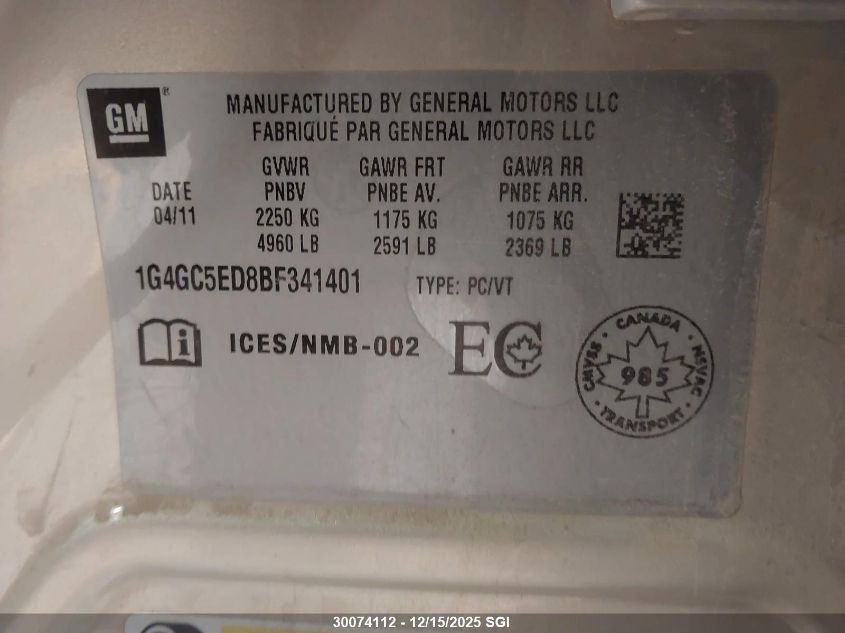 GM®
MANUFACTURED BY GENERAL MOTORS LLC
FABRIQUÉ PAR GENERAL MOTORS LLC
GVWR GAWR FRT GAWR RR
DATE PNBV PNBE AV. PNBE ARR.
04/11 2250 KG 1175 KG 1075 KG
4960 LB 2591 LB 2369 LB
1G4GC5ED8BF341401 TYPE: PC/VT
i ICES/NMB-002 EC
CANADA
CMVSS 985 NSVAC
TRANSPORT
30074112 - 12/15/2025 SGI